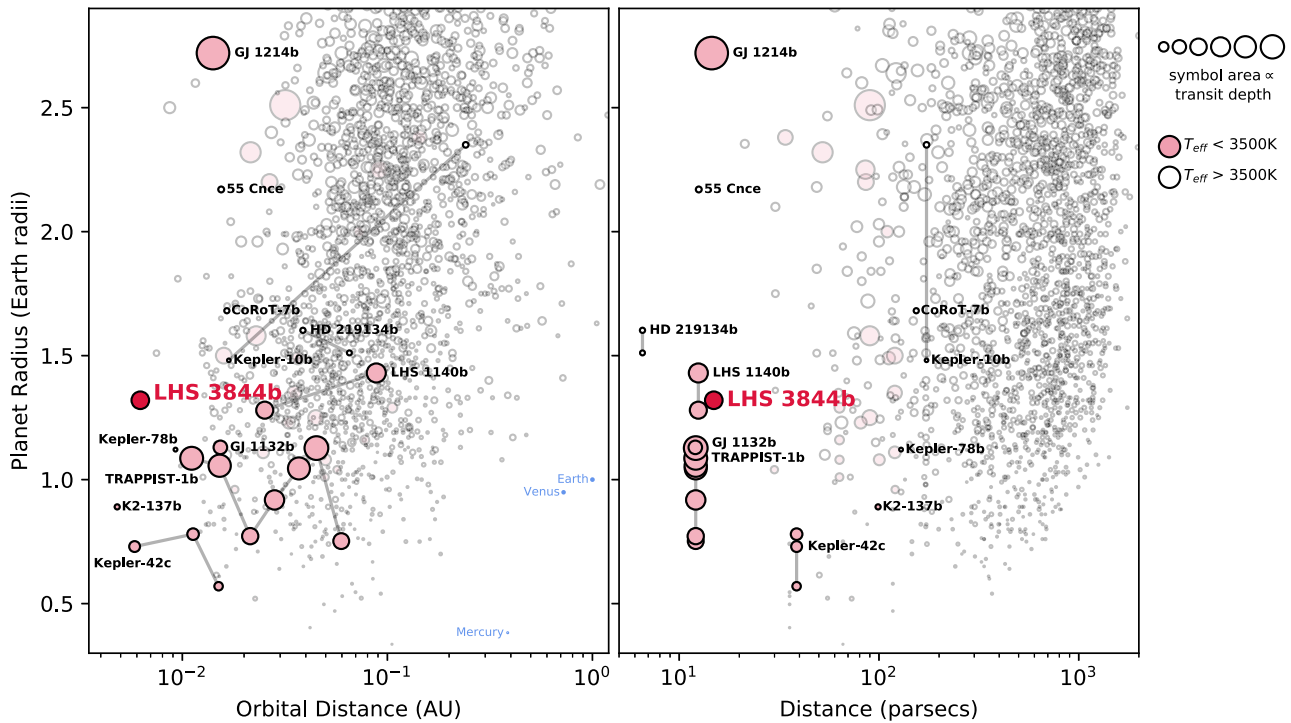 Planet Radius (Earth radii)
2.5
2.0
1.5
1.0
0.5
GJ 1214b
55 Cnce
CoRoT-7b
HD 219134b
Kepler-10b
LHS 1140b
LHS 3844b
Kepler-78b
GJ 1132b
TRAPPIST-1b
K2-137b
Kepler-42c
Earth
Venus
Mercury
10⁻² 10⁻¹ 10⁰
Orbital Distance (AU)
GJ 1214b
55 Cnce
CoRoT-7b
HD 219134b
Kepler-10b
LHS 1140b
LHS 3844b
GJ 1132b
Kepler-78b
TRAPPIST-1b
K2-137b
Kepler-42c
10¹ 10² 10³
Distance (parsecs)
symbol area ∝
transit depth
T_eff < 3500K
T_eff > 3500K